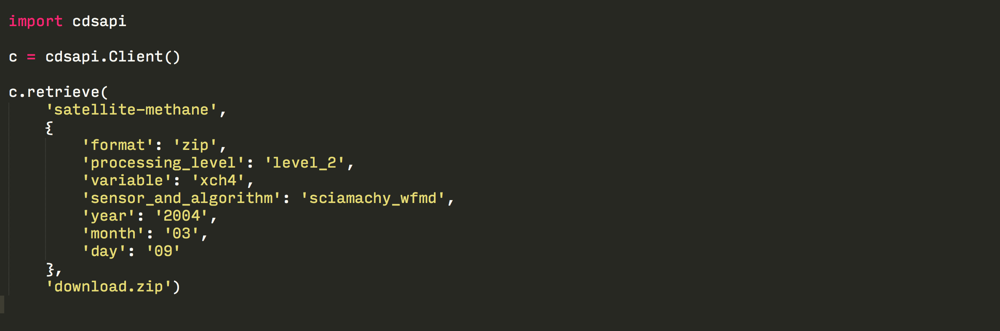 import cdsapi

c = cdsapi.Client()

c.retrieve(
    'satellite-methane',
    {
        'format': 'zip',
        'processing_level': 'level_2',
        'variable': 'xch4',
        'sensor_and_algorithm': 'sciamachy_wfmd',
        'year': '2004',
        'month': '03',
        'day': '09'
    },
    'download.zip')